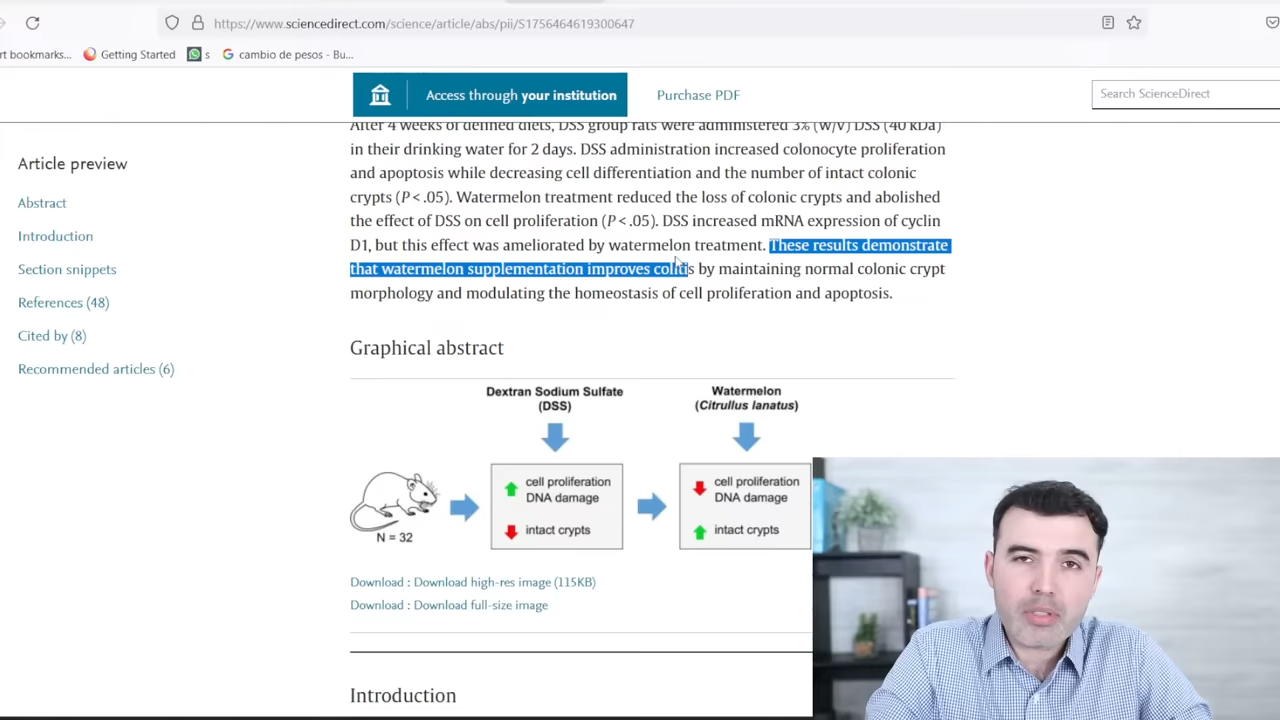 https://www.sciencedirect.com/science/article/abs/pii/S1756464619300647
rt bookmarks... Getting Started s cambio de pesos - Bu...
Access through your institution Purchase PDF Search ScienceDirect
Article preview
Abstract
Introduction
Section snippets
References (48)
Cited by (8)
Recommended articles (6)
After 4 weeks of defined diets, DSS group rats were administered 3% (w/v) DSS (40 kDa)
in their drinking water for 2 days. DSS administration increased colonocyte proliferation
and apoptosis while decreasing cell differentiation and the number of intact colonic
crypts (P < .05). Watermelon treatment reduced the loss of colonic crypts and abolished
the effect of DSS on cell proliferation (P < .05). DSS increased mRNA expression of cyclin
D1, but this effect was ameliorated by watermelon treatment. These results demonstrate
that watermelon supplementation improves colitis by maintaining normal colonic crypt
morphology and modulating the homeostasis of cell proliferation and apoptosis.
Graphical abstract
Dextran Sodium Sulfate
(DSS)
Watermelon
(Citrullus lanatus)
N = 32
cell proliferation
DNA damage
intact crypts
cell proliferation
DNA damage
intact crypts
Download : Download high-res image (115KB)
Download : Download full-size image
Introduction